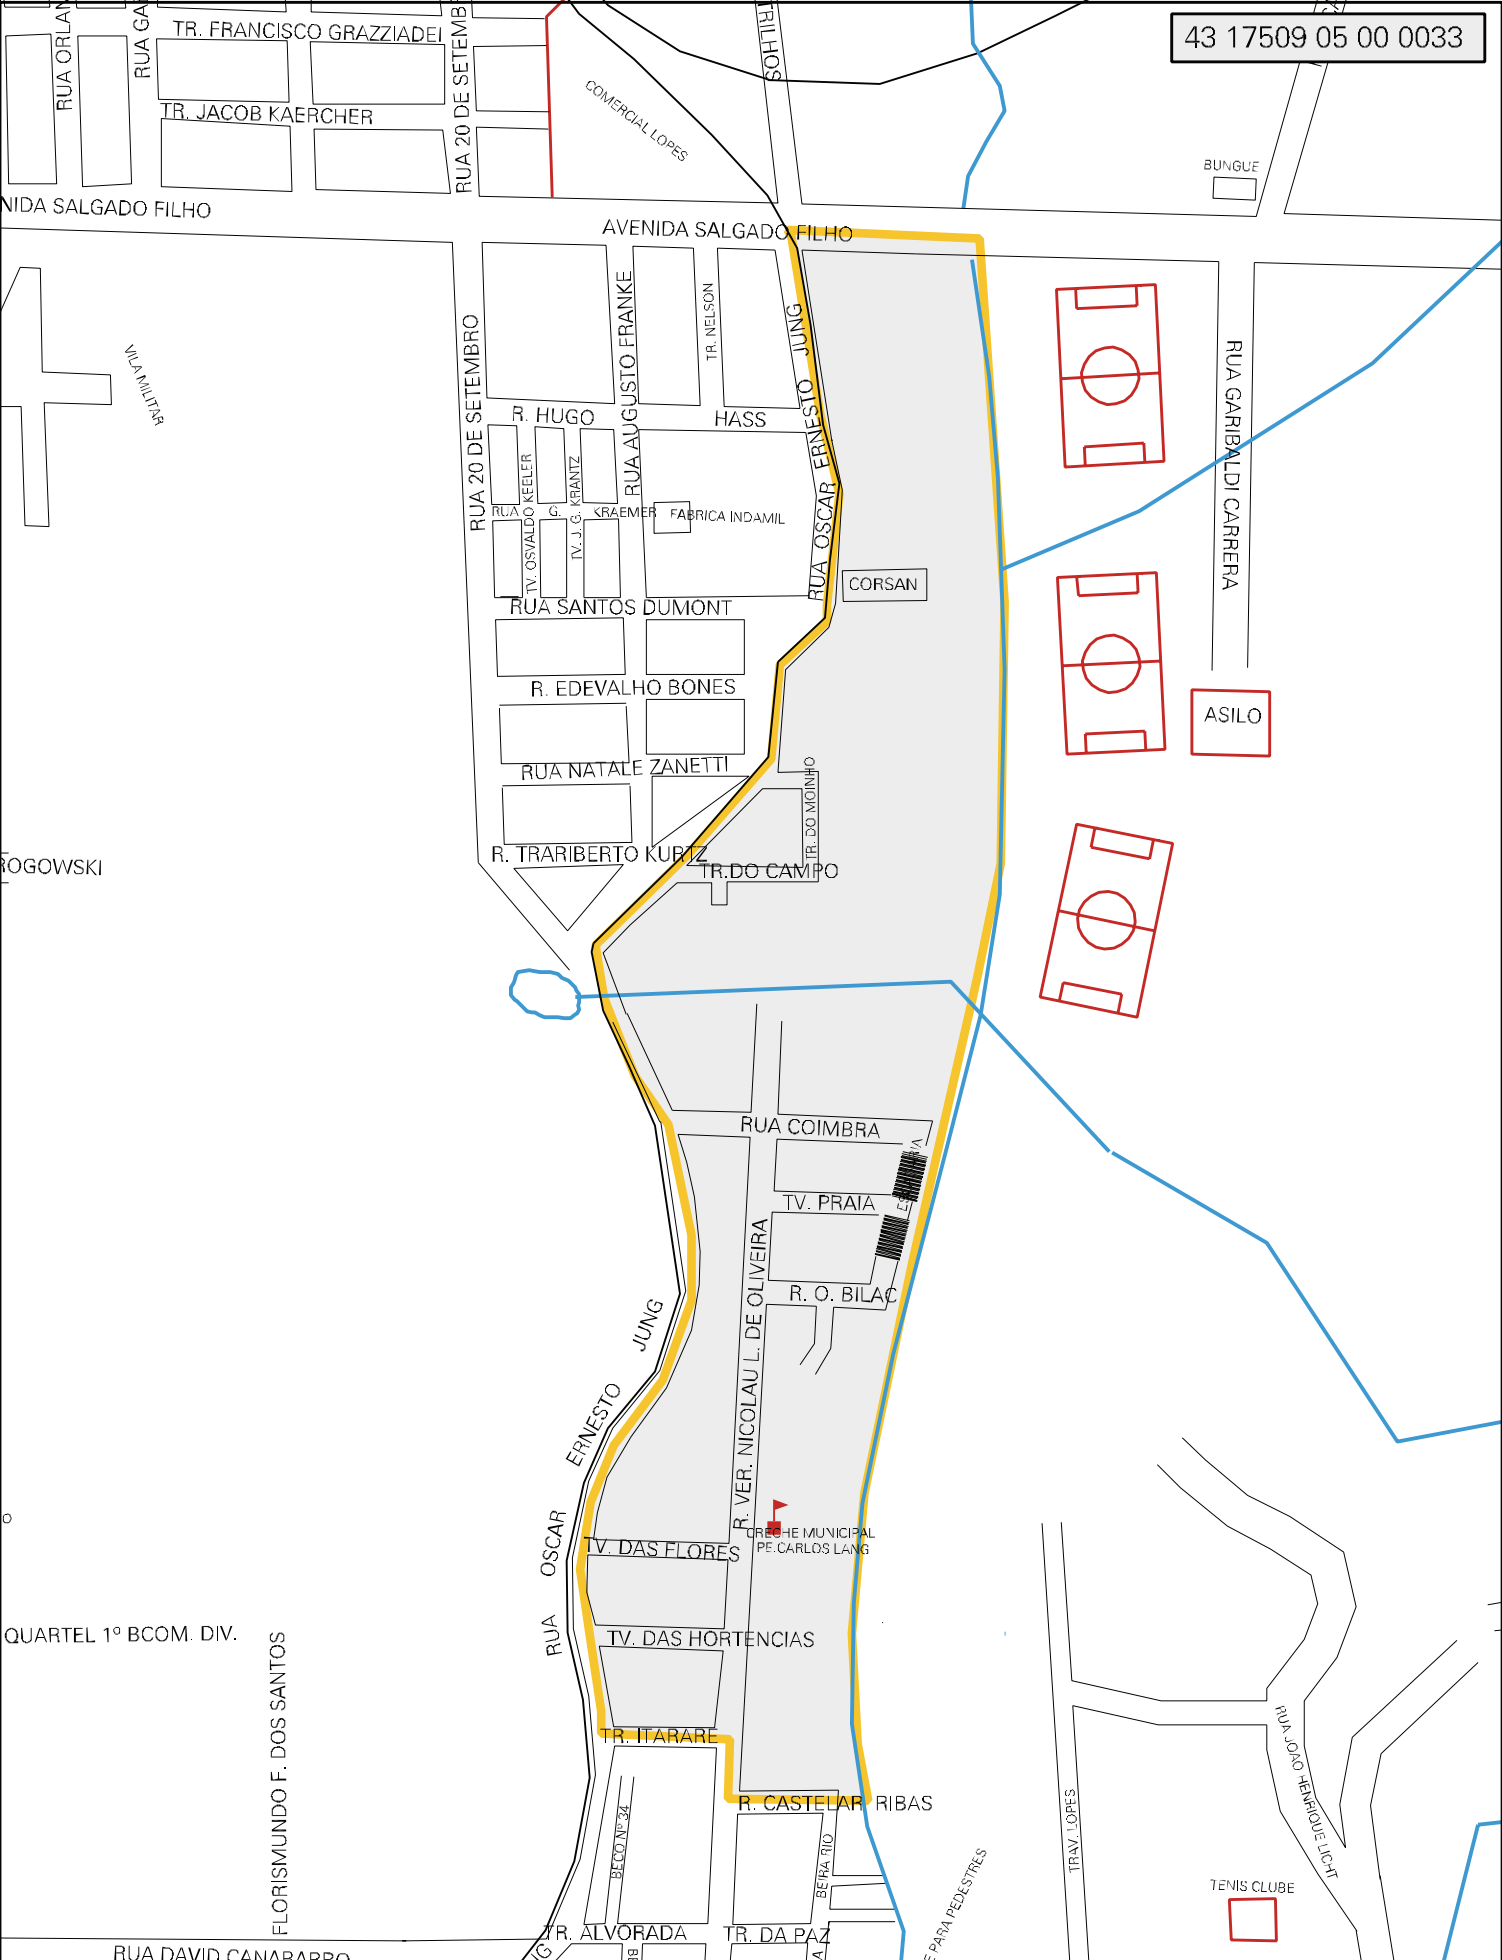 43 17509 05 00 0033
TR. FRANCISCO GRAZZIADEI
TR. JACOB KAERCHER
RUA 20 DE SETEMB
TRILHOS
COMERCIAL LOPES
BUNGUE
NIDA SALGADO FILHO
AVENIDA SALGADO FILHO
VILA MILITAR
RUA 20 DE SETEMBRO
RUA AUGUSTO FRANKE
TR. NELSON
RUA OSCAR ERNESTO JUNG
R. HUGO HASS
TV. OSVALDO KEELER
TV. J. G. KRANTZ
RUA G. KRAEMER
FABRICA INDAMIL
CORSAN
RUA GARIBALDI CARRERA
RUA SANTOS DUMONT
R. EDEVALHO BONES
ASILO
RUA NATALE ZANETTI
TR. DO MOINHO
R. TRARIBERTO KURTZ
TR.DO CAMPO
ROGOWSKI
RUA COIMBRA
TV. PRAIA
R. O. BILAC
R. VER. NICOLAU L. DE OLIVEIRA
RUA OSCAR ERNESTO JUNG
CRECHE MUNICIPAL
PE.CARLOS LANG
TV. DAS FLORES
QUARTEL 1º BCOM. DIV.
TV. DAS HORTENCIAS
FLORISMUNDO F. DOS SANTOS
TR. ITARARE
R. CASTELAR RIBAS
BECO Nº 34
BEIRA RIO
TRAV. LOPES
RUA JOAO HENRIQUE LICHT
TENIS CLUBE
E PARA PEDESTRES
TR. ALVORADA
TR. DA PAZ
RUA DAVID CANABARRO